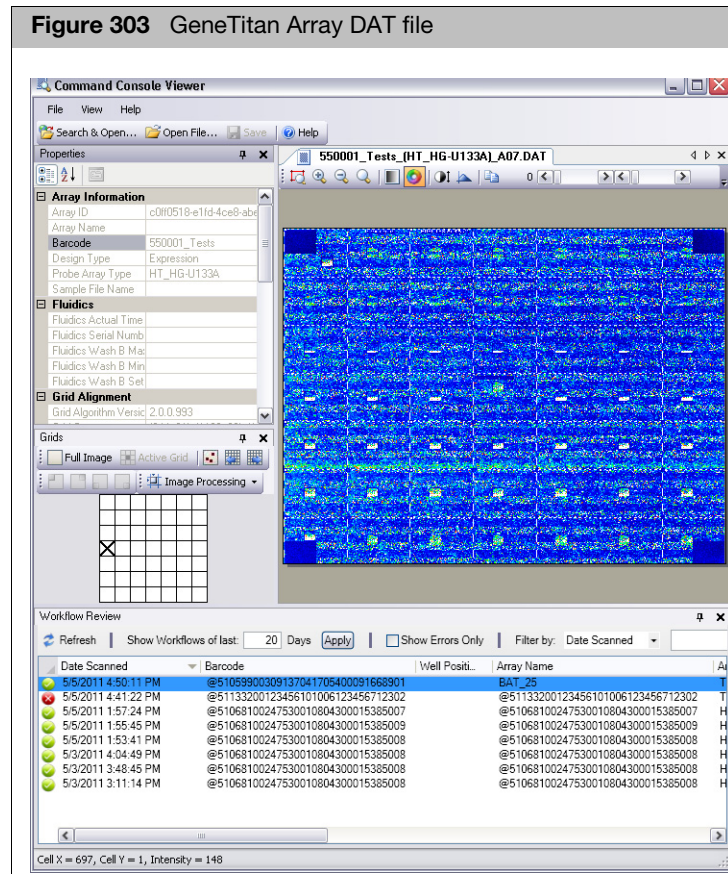 Figure 303 GeneTitan Array DAT file
Command Console Viewer
File View Help
Search & Open... Open File... Save Help
Properties
Array Information
Array ID c0ff0518-e1fd-4ce8-abe
Array Name
Barcode 550001_Tests
Design Type Expression
Probe Array Type HT_HG-U133A
Sample File Name
Fluidics
Fluidics Actual Time
Fluidics Serial Numb
Fluidics Wash B Ma
Fluidics Wash B Min
Fluidics Wash B Set
Grid Alignment
Grid Algorithm Versic 2.0.0.993
550001_Tests_(HT_HG-U133A)_A07.DAT
0
Grids
Full Image Active Grid
Image Processing
Workflow Review
Refresh Show Workflows of last: 20 Days Apply Show Errors Only Filter by: Date Scanned
Date Scanned Barcode Well Positi... Array Name
5/5/2011 4:50:11 PM @51059900309137041705400091668901 BAT_25 T
5/5/2011 4:41:22 PM @51133200123456101006123456712302 @51133200123456101006123456712302 T
5/5/2011 1:57:24 PM @51068100247530010804300015385007 @51068100247530010804300015385007 H
5/5/2011 1:55:45 PM @51068100247530010804300015385009 @51068100247530010804300015385009 H
5/5/2011 1:53:41 PM @51068100247530010804300015385008 @51068100247530010804300015385008 H
5/3/2011 4:04:49 PM @51068100247530010804300015385008 @51068100247530010804300015385008 H
5/3/2011 3:48:45 PM @51068100247530010804300015385008 @51068100247530010804300015385008 H
5/3/2011 3:11:14 PM @51068100247530010804300015385008 @51068100247530010804300015385008 H
Cell X = 697, Cell Y = 1, Intensity = 148